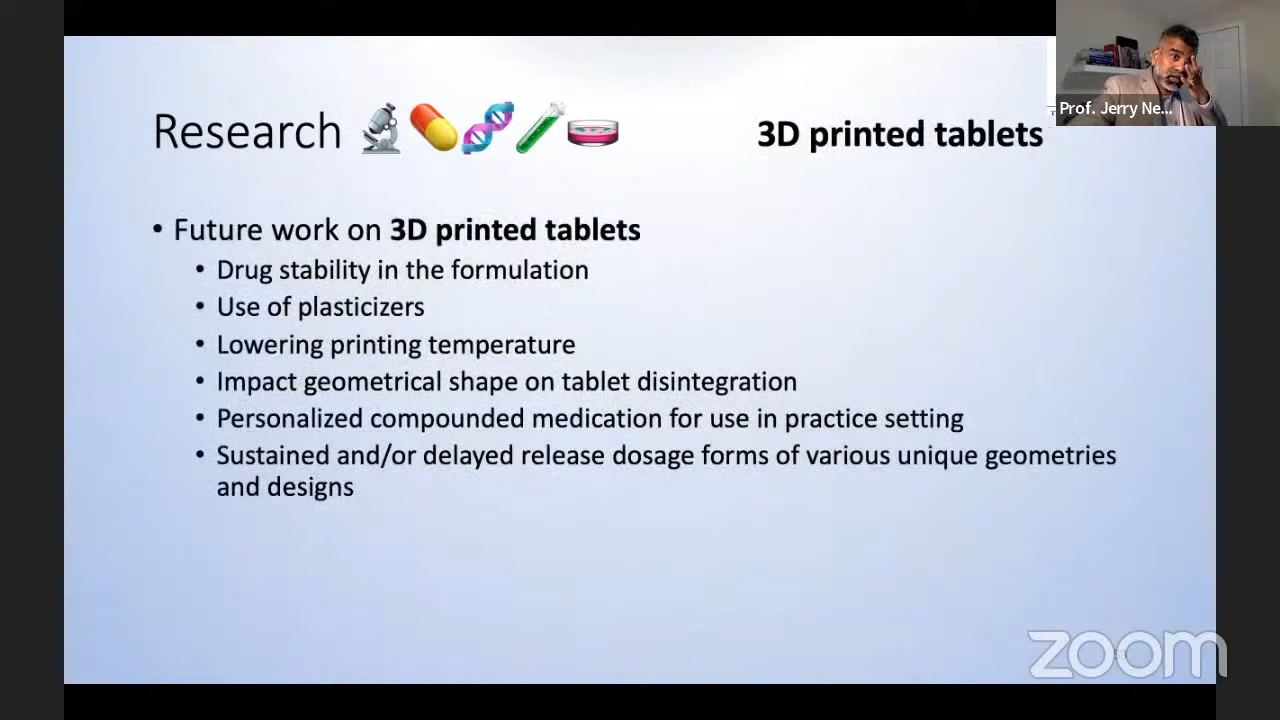 Prof. Jerry Ne...
Research
3D printed tablets
• Future work on 3D printed tablets
• Drug stability in the formulation
• Use of plasticizers
• Lowering printing temperature
• Impact geometrical shape on tablet disintegration
• Personalized compounded medication for use in practice setting
• Sustained and/or delayed release dosage forms of various unique geometries
and designs
zoom